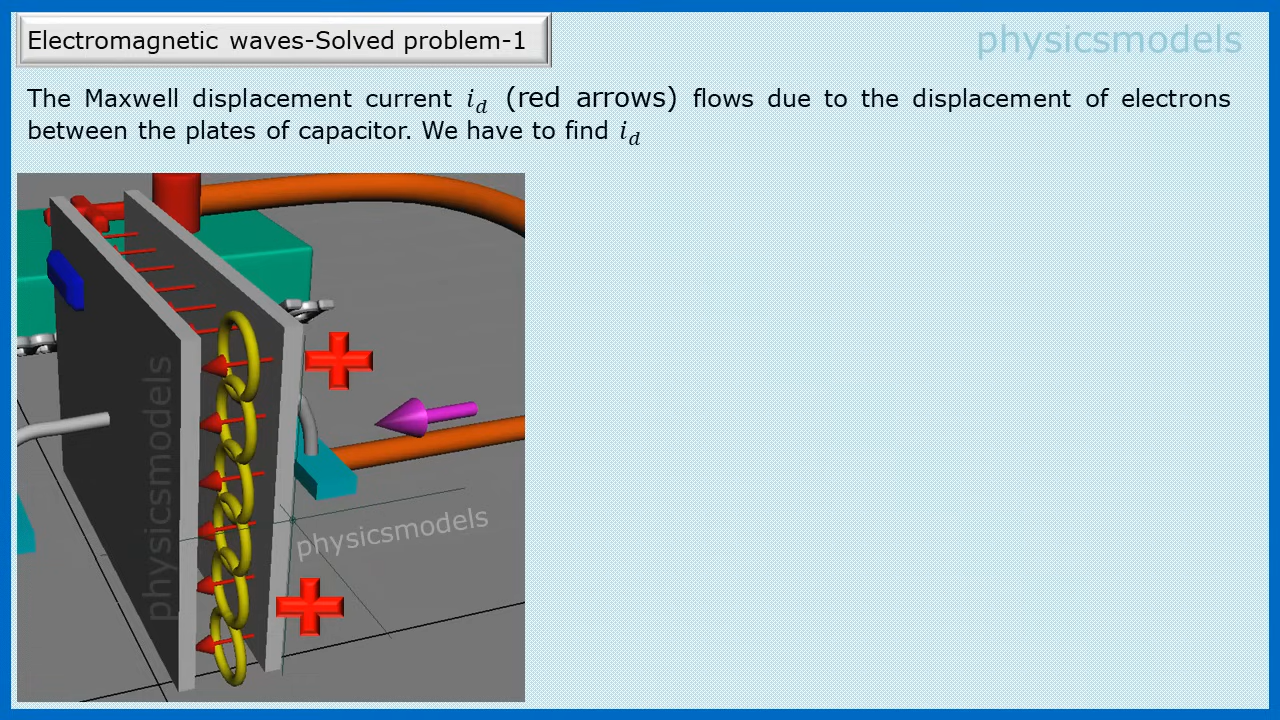 Electromagnetic waves-Solved problem-1
physicsmodels
The Maxwell displacement current i_d (red arrows) flows due to the displacement of electrons
between the plates of capacitor. We have to find i_d
physicsmodels
physicsmodels